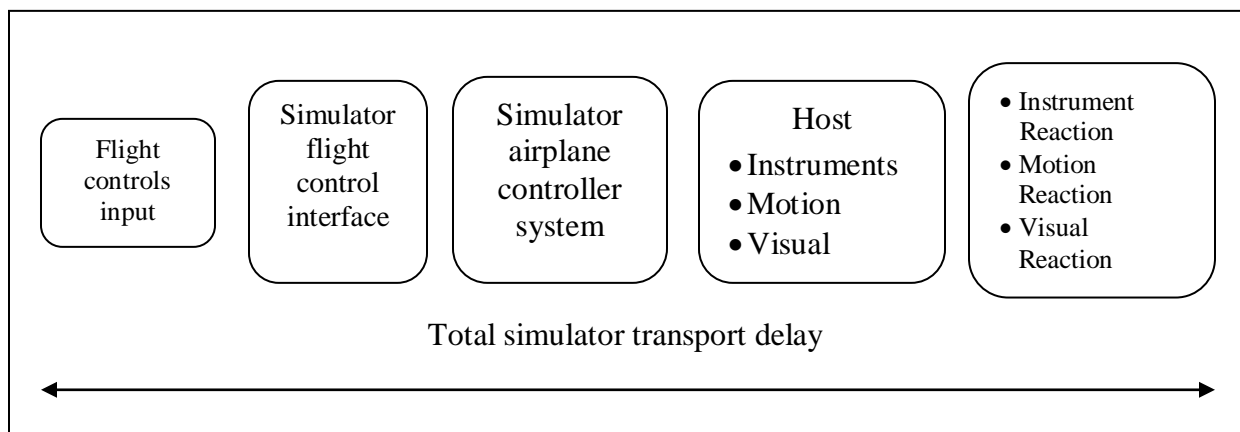 Flight
controls
input
Simulator
flight
control
interface
Simulator
airplane
controller
system
Host
• Instruments
• Motion
• Visual
• Instrument
Reaction
• Motion
Reaction
• Visual
Reaction
Total simulator transport delay